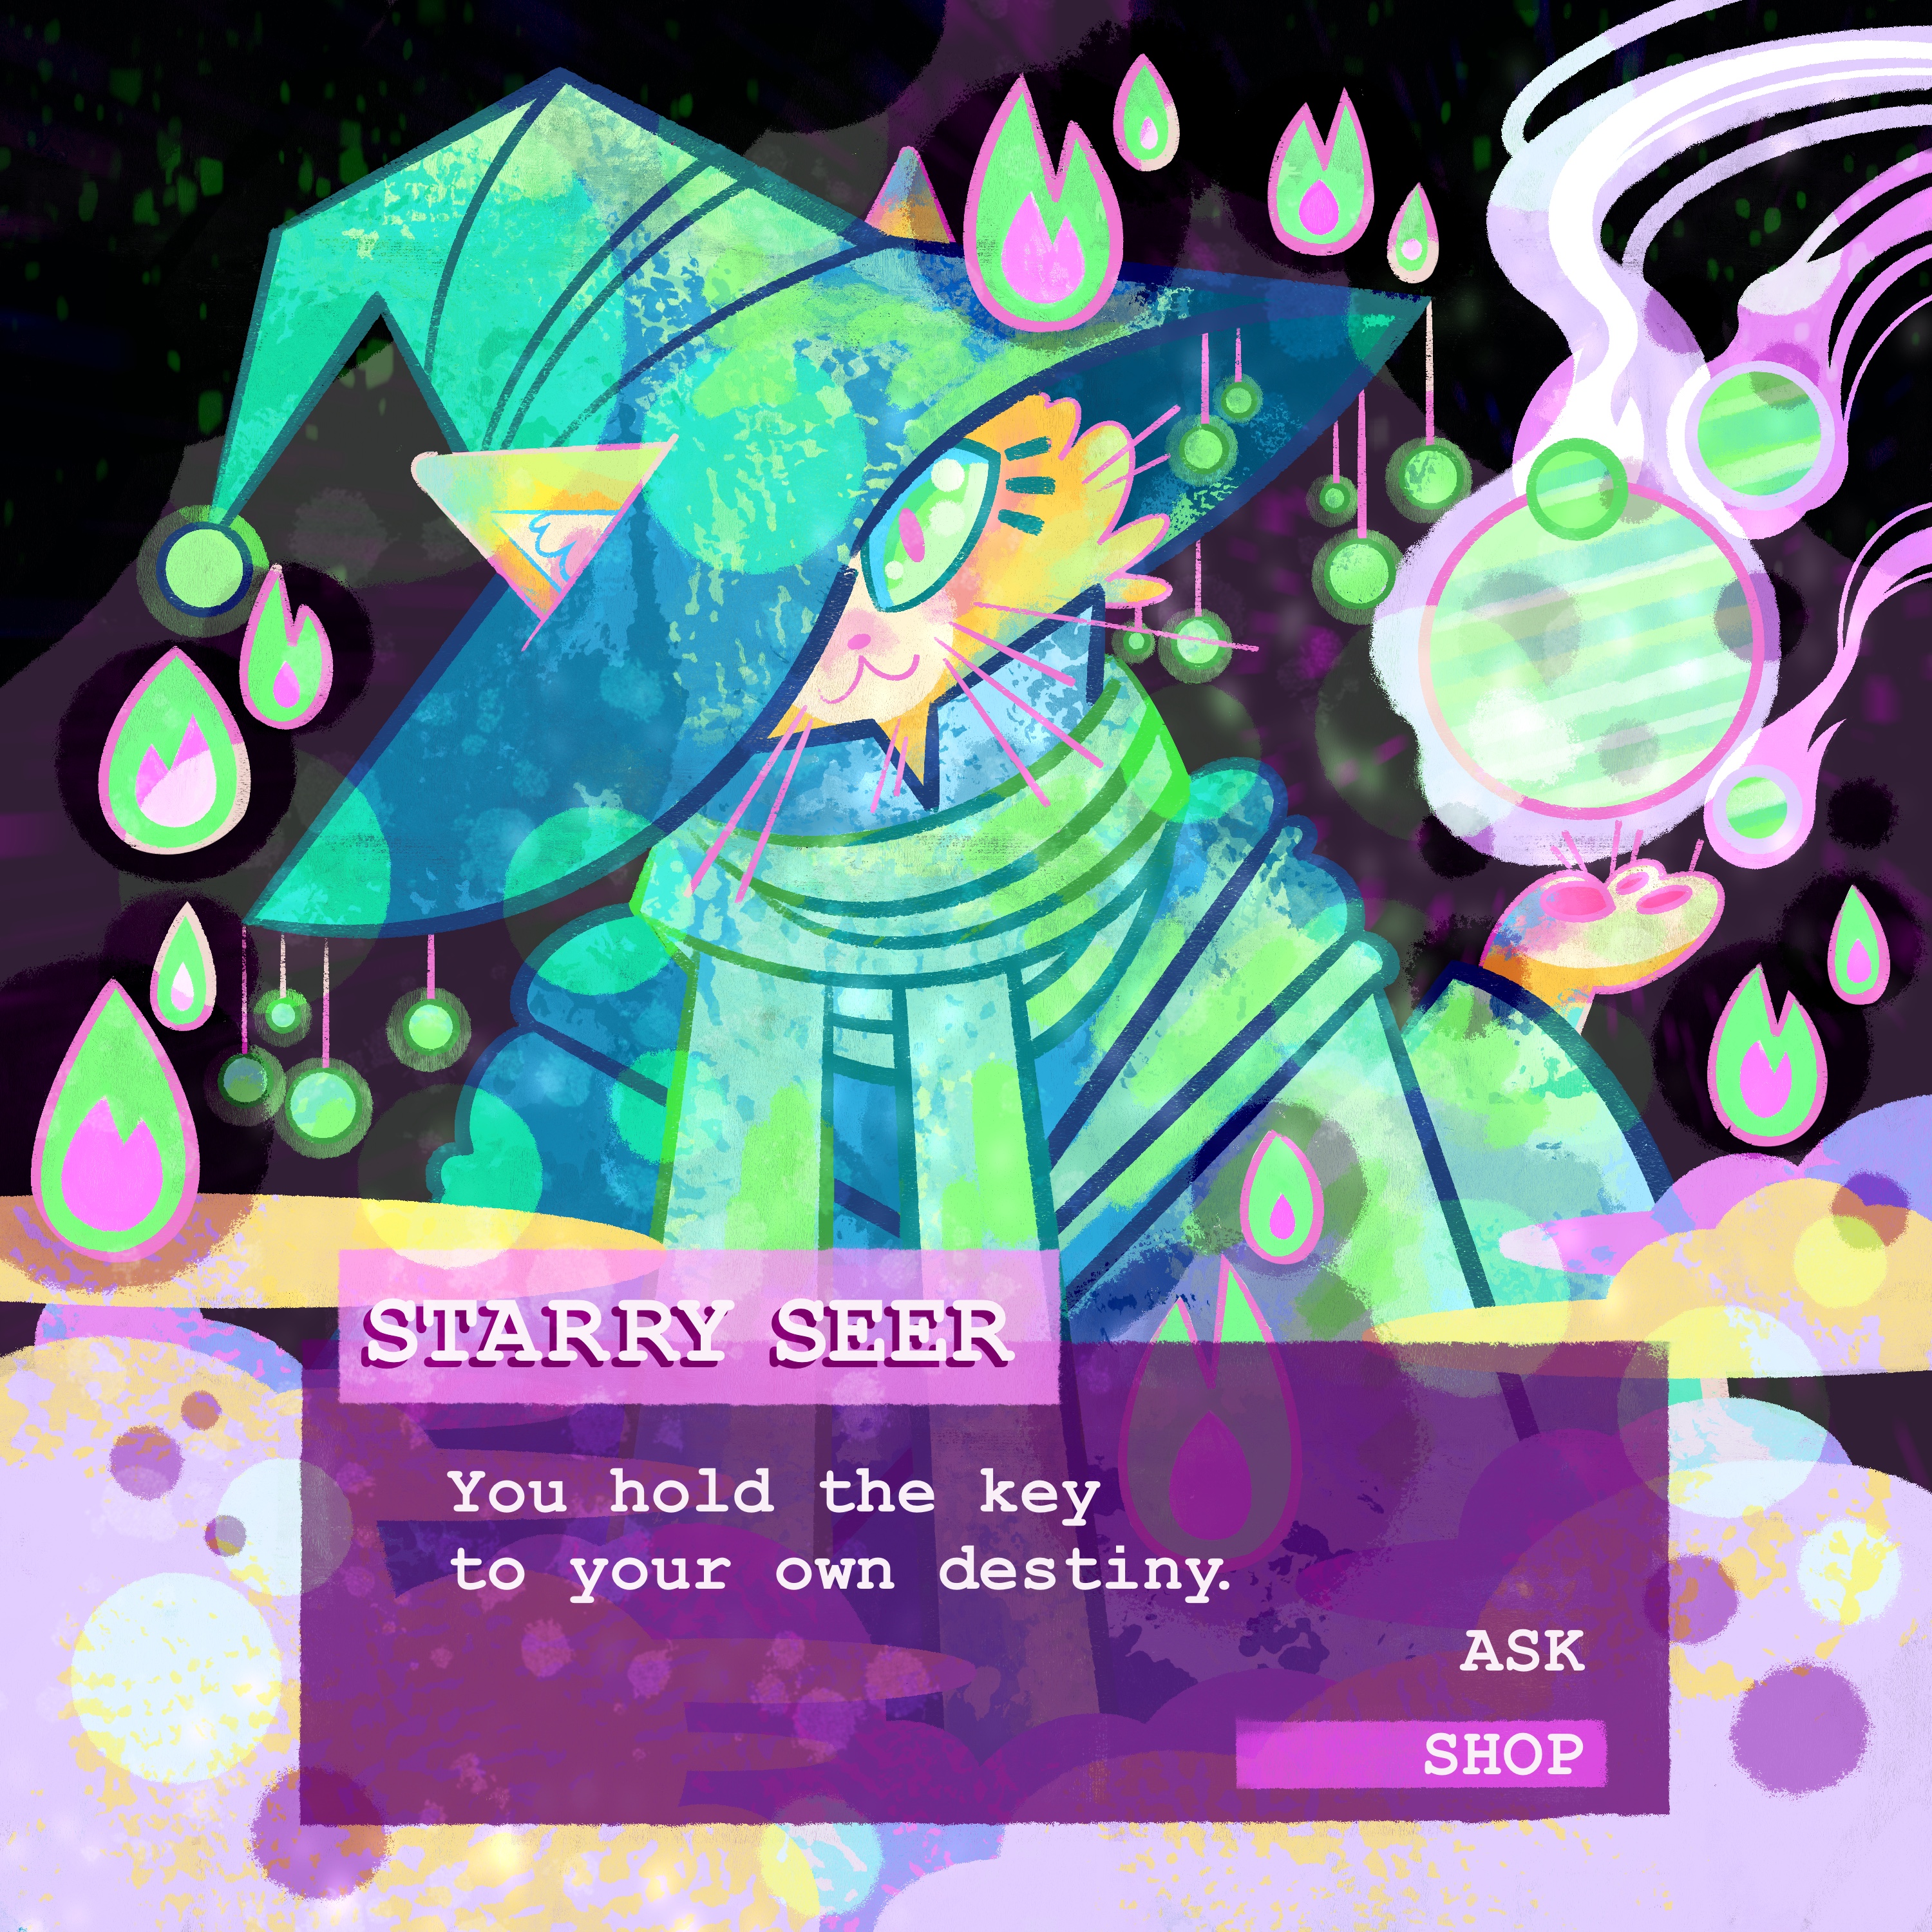 STARRY SEER
You hold the key
to your own destiny.
ASK
SHOP